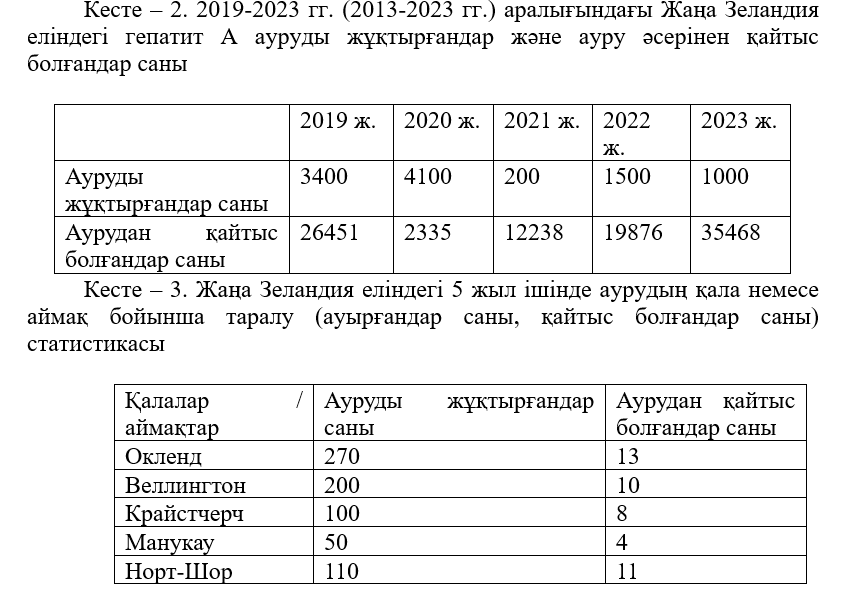 Кесте – 2. 2019-2023 гг. (2013-2023 гг.) аралығындағы Жаңа Зеландия
еліндегі гепатит А ауруды жұқтырғандар және ауру әсерінен қайтыс
болғандар саны
2019 ж. 2020 ж. 2021 ж. 2022 ж. 2023 ж.
Ауруды жұқтырғандар саны 3400 4100 200 1500 1000
Аурудан қайтыс болғандар саны 26451 2335 12238 19876 35468
Кесте – 3. Жаңа Зеландия еліндегі 5 жыл ішінде аурудың қала немесе
аймақ бойынша таралу (ауырғандар саны, қайтыс болғандар саны)
статистикасы
Қалалар / аймақтар Ауруды жұқтырғандар саны Аурудан қайтыс болғандар саны
Окленд 270 13
Веллингтон 200 10
Крайстчерч 100 8
Манукау 50 4
Норт-Шор 110 11